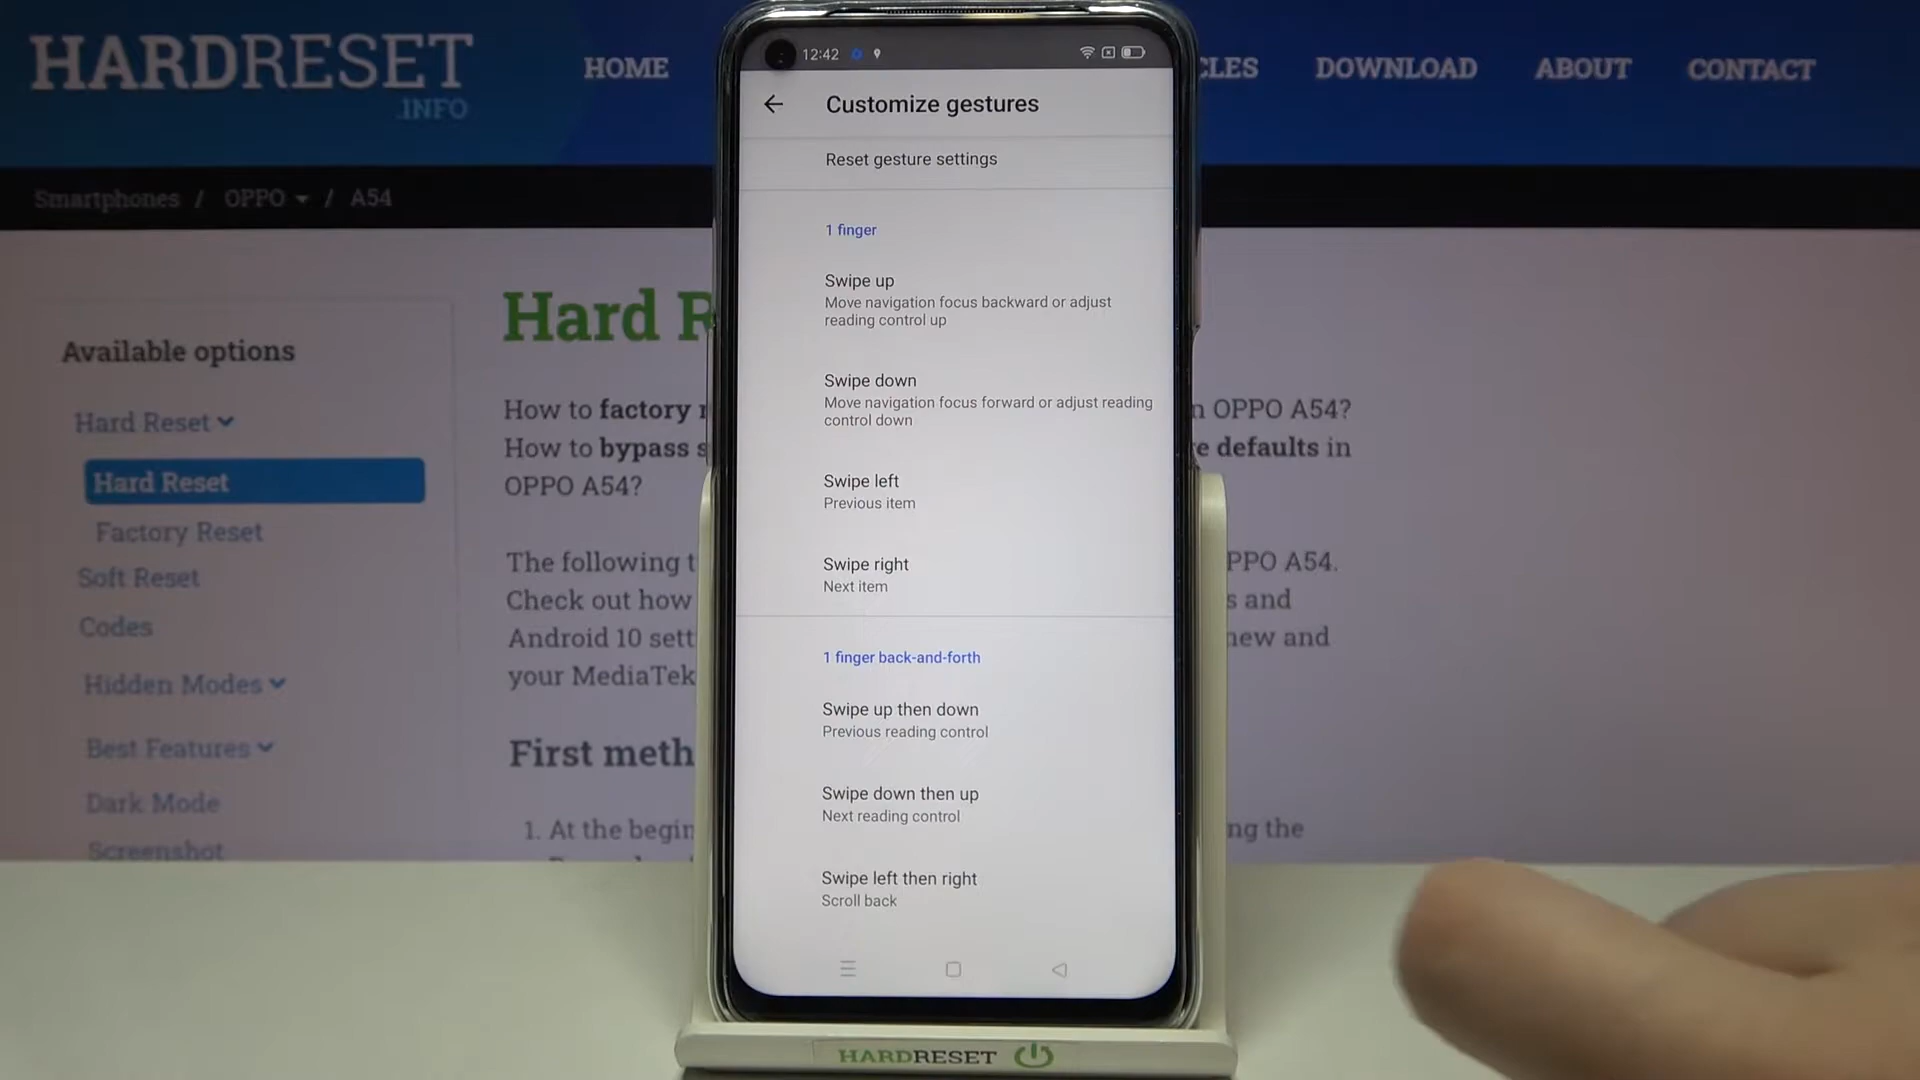 HARDRESET
.INFO
HOME
CLES
DOWNLOAD
ABOUT
CONTACT
Smartphones / OPPO / A54
Available options
Hard Reset
Hard Reset
Factory Reset
Soft Reset
Codes
Hidden Modes
Best Features
Dark Mode
Screenshot
Hard R
How to factory r
How to bypass s
OPPO A54?
The following t
Check out how
Android 10 sett
your MediaTek
First meth
1. At the begin
12:42
Customize gestures
Reset gesture settings
1 finger
Swipe up
Move navigation focus backward or adjust
reading control up
Swipe down
Move navigation focus forward or adjust reading
control down
Swipe left
Previous item
Swipe right
Next item
1 finger back-and-forth
Swipe up then down
Previous reading control
Swipe down then up
Next reading control
Swipe left then right
Scroll back
n OPPO A54?
e defaults in
PPO A54.
s and
new and
ng the
HARDRESET